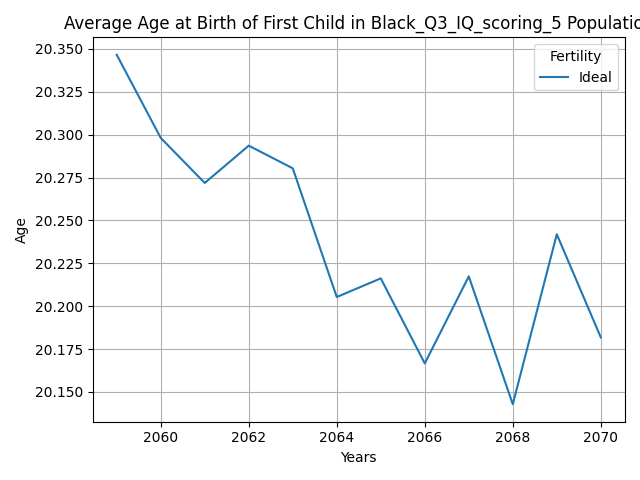 Average Age at Birth of First Child in Black_Q3_IQ_scoring_5 Populatio
Fertility
Ideal
20.350
20.325
20.300
20.275
20.250
20.225
20.200
20.175
20.150
Age
2060 2062 2064 2066 2068 2070
Years